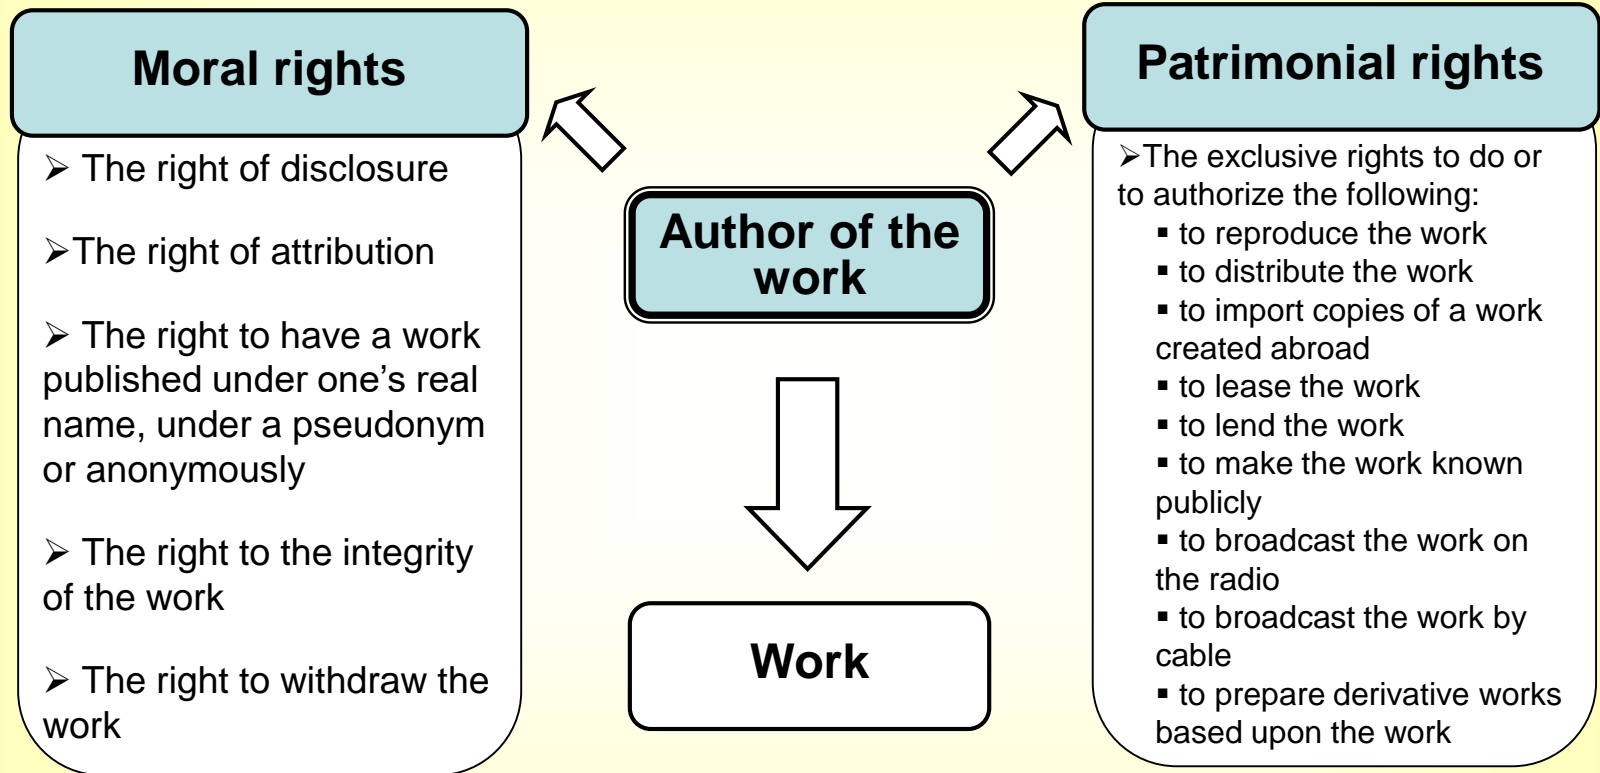 Moral rights
➢ The right of disclosure
➢The right of attribution
➢ The right to have a work
published under one’s real
name, under a pseudonym
or anonymously
➢ The right to the integrity
of the work
➢ The right to withdraw the
work
Author of the
work
Work
Patrimonial rights
➢The exclusive rights to do or
to authorize the following:
▪ to reproduce the work
▪ to distribute the work
▪ to import copies of a work
created abroad
▪ to lease the work
▪ to lend the work
▪ to make the work known
publicly
▪ to broadcast the work on
the radio
▪ to broadcast the work by
cable
▪ to prepare derivative works
based upon the work